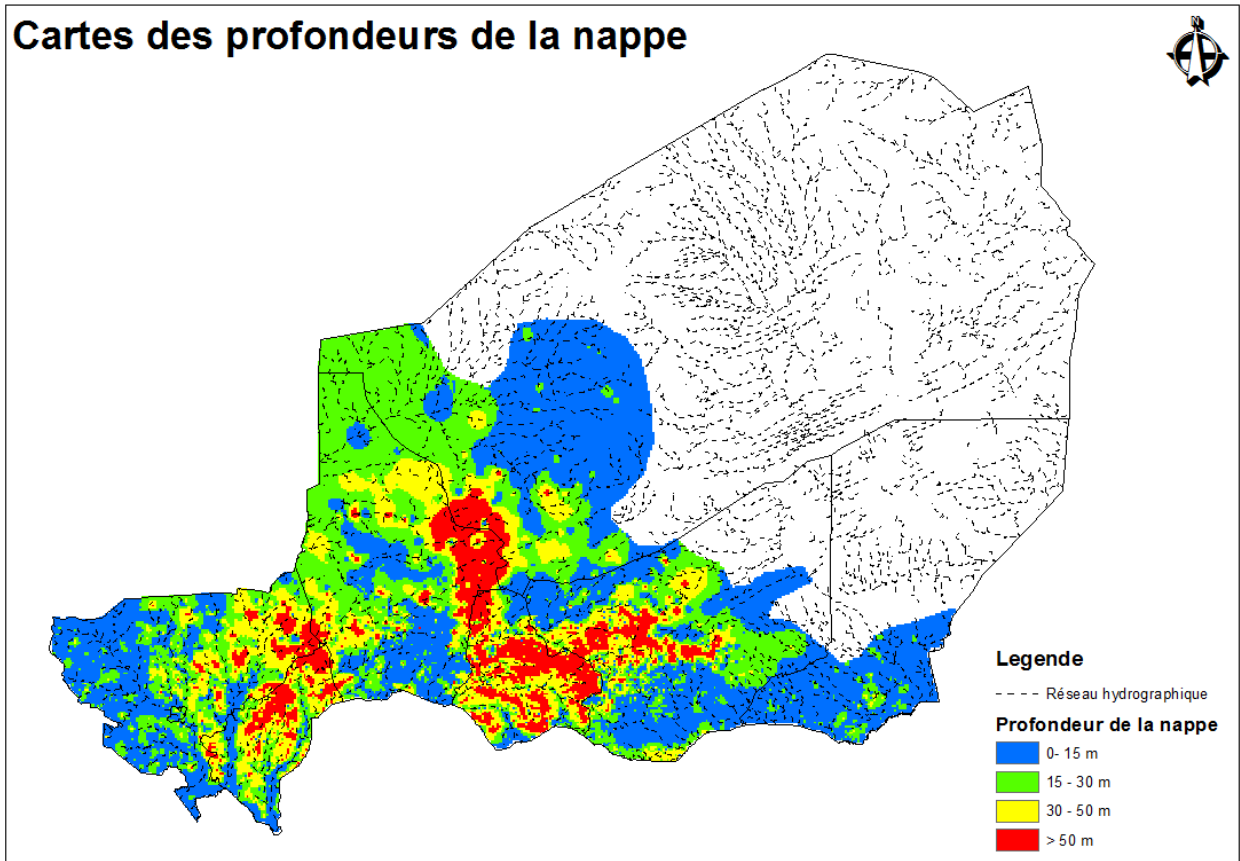 Cartes des profondeurs de la nappe
N
Legende
Réseau hydrographique
Profondeur de la nappe
0- 15 m
15 - 30 m
30 - 50 m
> 50 m